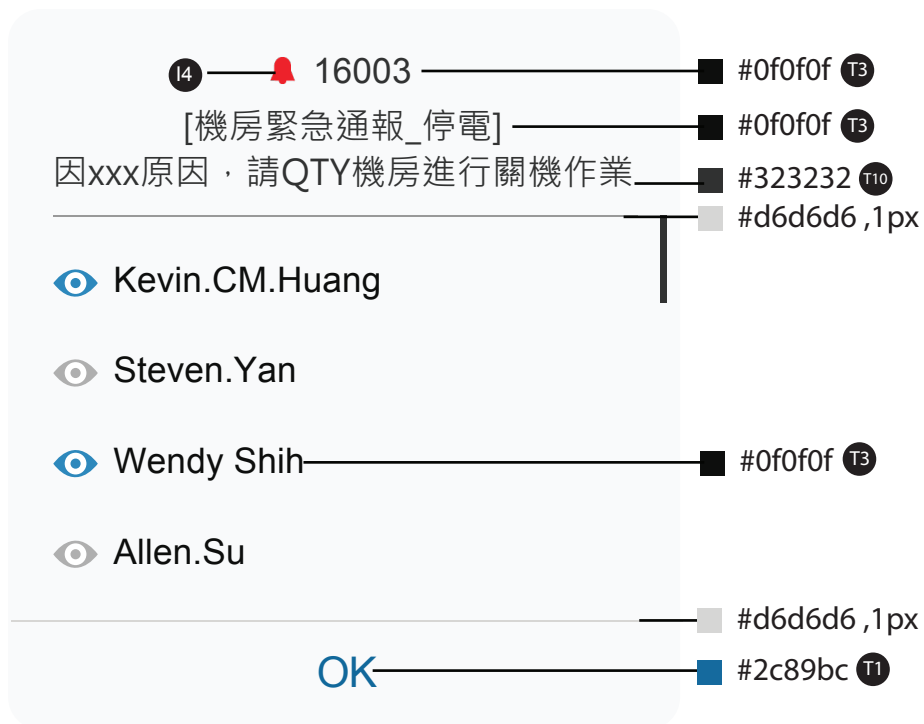 I4 16003 #0f0f0f T3
[機房緊急通報_停電] #0f0f0f T3
因xxx原因，請QTY機房進行關機作業 #323232 T10
#d6d6d6 ,1px
Kevin.CM.Huang
Steven.Yan
Wendy Shih #0f0f0f T3
Allen.Su
#d6d6d6 ,1px
OK #2c89bc T1